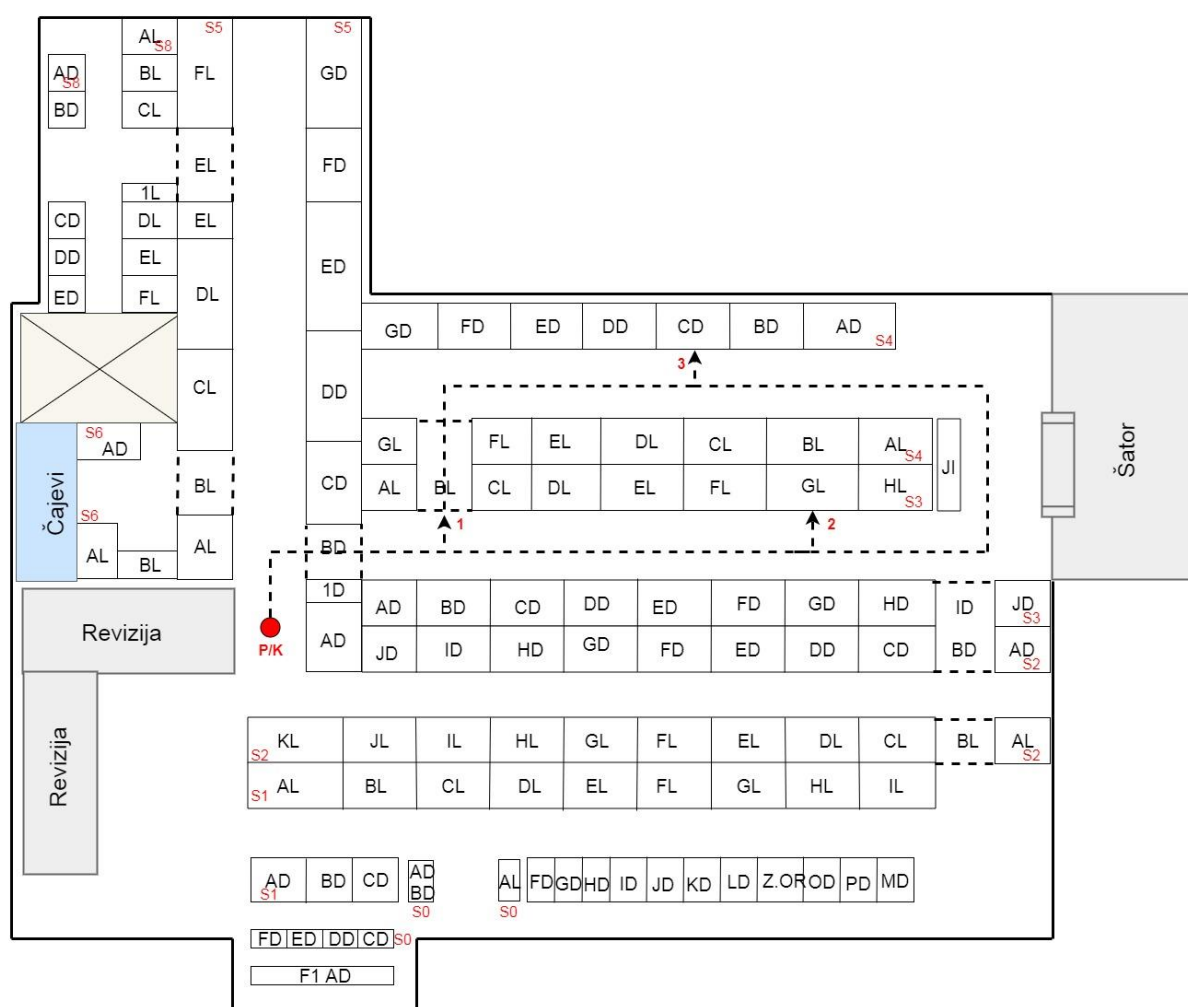 AL S8 S5 S5
AD S8 BL FL GD
BD CL
EL FD
1L
CD DL EL
DD EL ED
ED FL DL
GD FD ED DD CD BD AD S4
CL 3
DD
S6 AD GL FL EL DL CL BL AL S4 JI Šator
Čajevi BL CD AL BL CL DL EL FL GL HL S3
S6 1 2
AL BL AL BD
1D AD BD CD DD ED FD GD HD ID JD S3
Revizija P/K AD JD ID HD GD FD ED DD CD BD AD S2
Revizija S2 KL JL IL HL GL FL EL DL CL BL AL S2
S1 AL BL CL DL EL FL GL HL IL
AD S1 BD CD AD BD S0 AL S0 FD GD HD ID JD KD LD Z.OR OD PD MD
FD ED DD CD S0
F1 AD